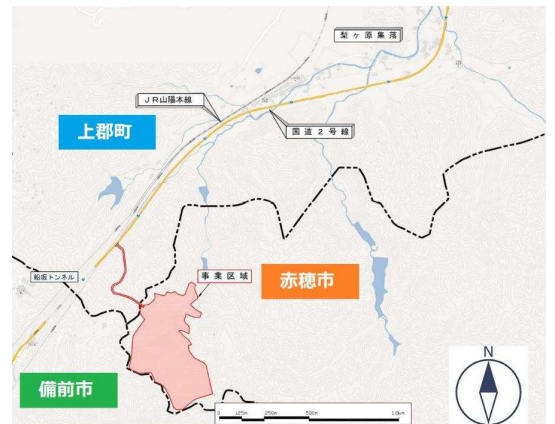 梨ヶ原集落
JR山陽本線
上郡町
国道2号線
船坂トンネル
事業区域
赤穂市
備前市
N
0 125m 250m 500m 1.0km